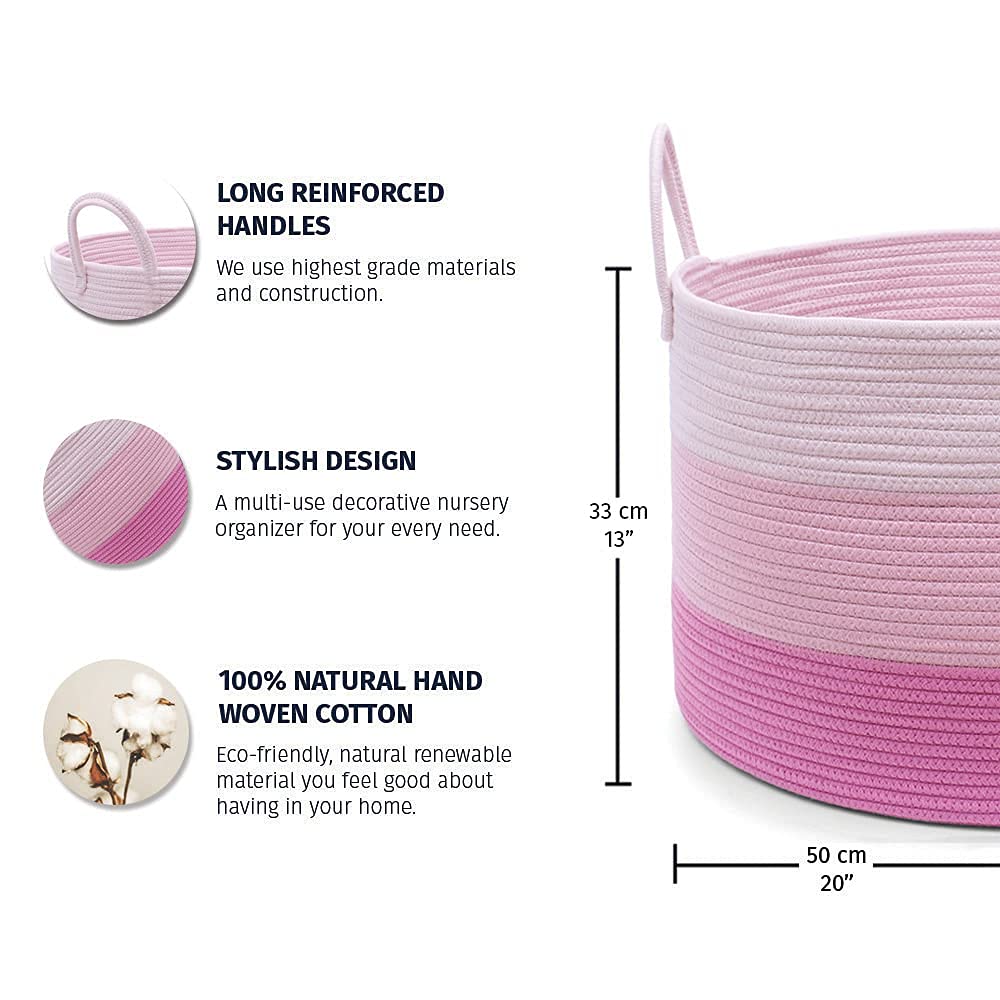 LONG REINFORCED
HANDLES
We use highest grade materials
and construction.
STYLISH DESIGN
A multi-use decorative nursery
organizer for your every need.
100% NATURAL HAND
WOVEN COTTON
Eco-friendly, natural renewable
material you feel good about
having in your home.
33 cm
13”
50 cm
20”